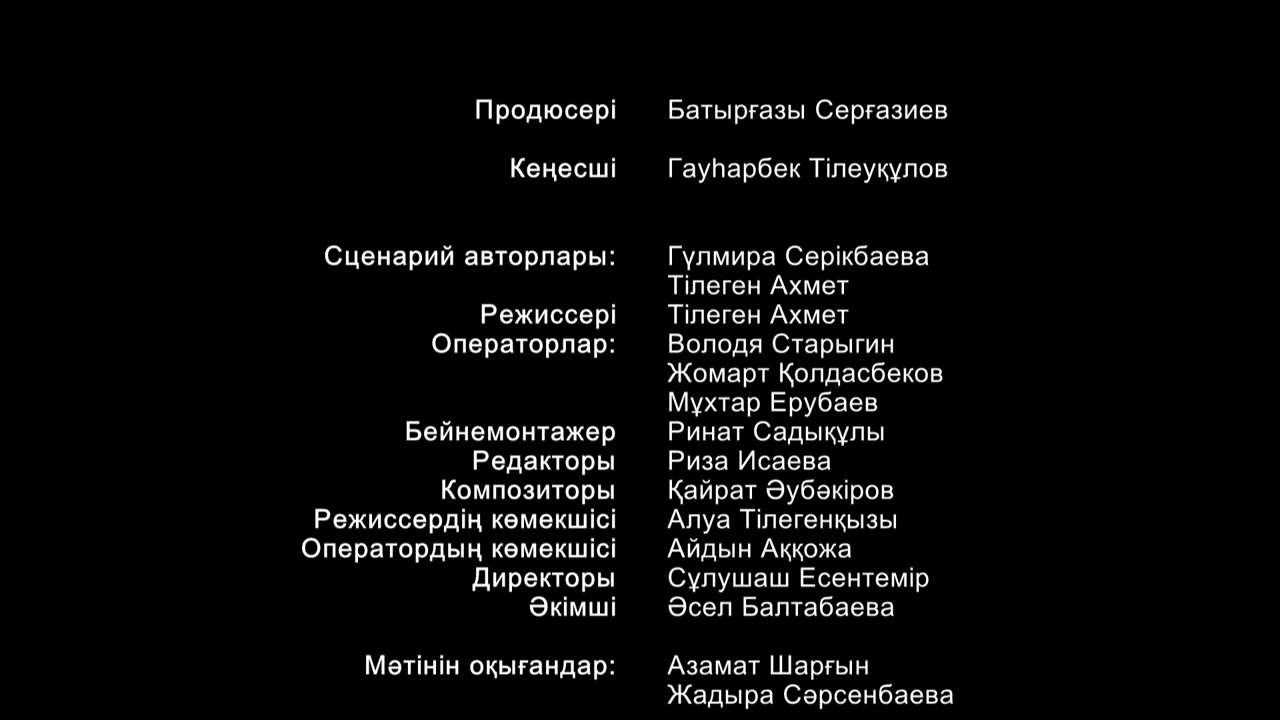 Продюсері Батырғазы Серғазиев
Кеңесші Гауһарбек Тілеуқұлов
Сценарий авторлары: Гүлмира Серікбаева
Тілеген Ахмет
Режиссері Тілеген Ахмет
Операторлар: Володя Старыгин
Жомарт Қолдасбеков
Мұхтар Ерубаев
Бейнемонтажер Ринат Садықұлы
Редакторы Риза Исаева
Композиторы Қайрат Әубәкіров
Режиссердің көмекшісі Алуа Тілегенқызы
Оператордың көмекшісі Айдын Аққожа
Директоры Сұлушаш Есентемір
Әкімші Әсел Балтабаева
Мәтінін оқығандар: Азамат Шарғын
Жадыра Сәрсенбаева